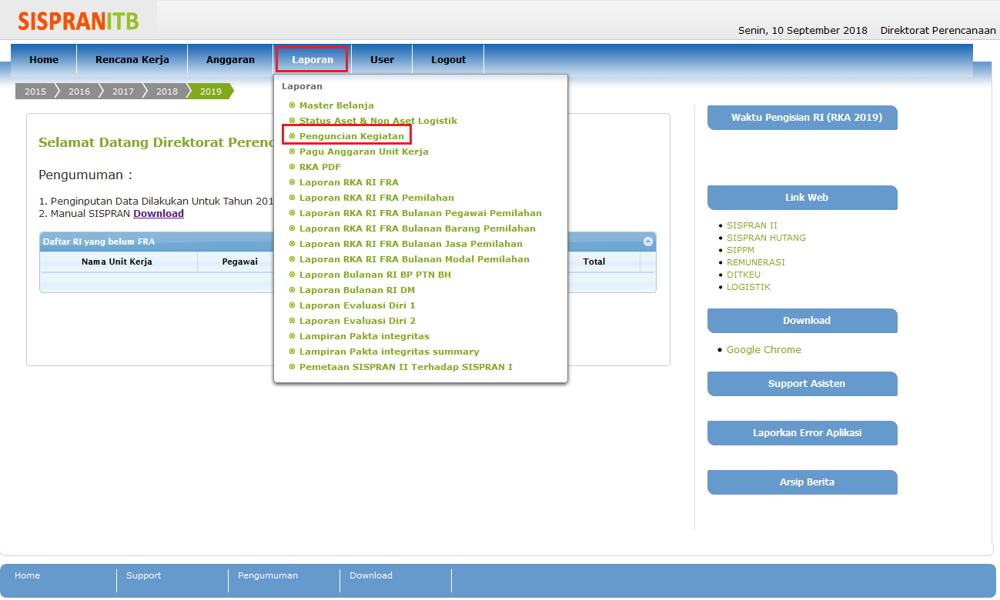 SISPRANITB
Senin, 10 September 2018 Direktorat Perencanaan
Home Rencana Kerja Anggaran Laporan User Logout
2015 2016 2017 2018 2019
Laporan
Master Belanja
Status Aset & Non Aset Logistik
Penguncian Kegiatan
Pagu Anggaran Unit Kerja
RKA PDF
Laporan RKA RI FRA
Laporan RKA RI FRA Pemilahan
Laporan RKA RI FRA Bulanan Pegawai Pemilahan
Laporan RKA RI FRA Bulanan Barang Pemilahan
Laporan RKA RI FRA Bulanan Jasa Pemilahan
Laporan RKA RI FRA Bulanan Modal Pemilahan
Laporan Bulanan RI BP PTN BH
Laporan Bulanan RI DM
Laporan Evaluasi Diri 1
Laporan Evaluasi Diri 2
Lampiran Pakta integritas
Lampiran Pakta integritas summary
Pemetaan SISPRAN II Terhadap SISPRAN I
Selamat Datang Direktorat Peren
Pengumuman :
1. Penginputan Data Dilakukan Untuk Tahun 201
2. Manual SISPRAN Download
Daftar RI yang belum FRA
Nama Unit Kerja Pegawai Total
Waktu Pengisian RI (RKA 2019)
Link Web
SISPRAN II
SISPRAN HUTANG
SIPPM
REMUNERASI
DITKEU
LOGISTIK
Download
Google Chrome
Support Asisten
Laporkan Error Aplikasi
Arsip Berita
Home Support Pengumuman Download